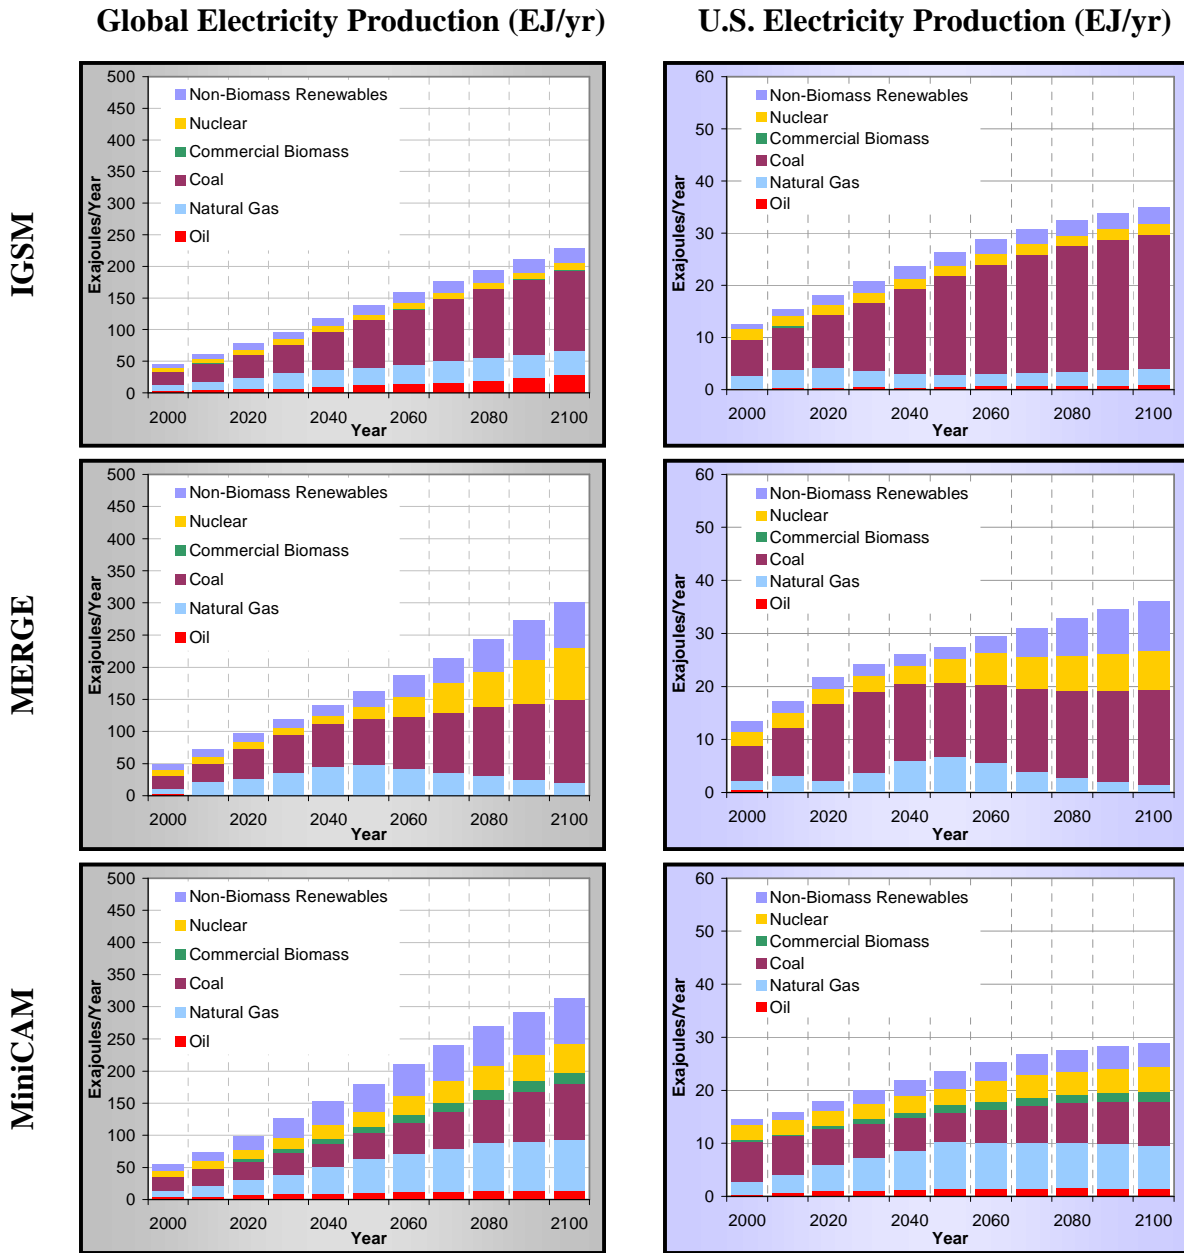 Global Electricity Production (EJ/yr)
U.S. Electricity Production (EJ/yr)
IGSM
500
450
400
350
300
250
200
150
100
50
0
Exajoules/Year
Non-Biomass Renewables
Nuclear
Commercial Biomass
Coal
Natural Gas
Oil
2000 2020 2040 2060 2080 2100
Year
60
50
40
30
20
10
0
Exajoules/Year
Non-Biomass Renewables
Nuclear
Commercial Biomass
Coal
Natural Gas
Oil
2000 2020 2040 2060 2080 2100
Year
MERGE
500
450
400
350
300
250
200
150
100
50
0
Exajoules/Year
Non-Biomass Renewables
Nuclear
Commercial Biomass
Coal
Natural Gas
Oil
2000 2020 2040 2060 2080 2100
Year
60
50
40
30
20
10
0
Exajoules/Year
Non-Biomass Renewables
Nuclear
Commercial Biomass
Coal
Natural Gas
Oil
2000 2020 2040 2060 2080 2100
Year
MiniCAM
500
450
400
350
300
250
200
150
100
50
0
Exajoules/Year
Non-Biomass Renewables
Nuclear
Commercial Biomass
Coal
Natural Gas
Oil
2000 2020 2040 2060 2080 2100
Year
60
50
40
30
20
10
0
Exajoules/Year
Non-Biomass Renewables
Nuclear
Commercial Biomass
Coal
Natural Gas
Oil
2000 2020 2040 2060 2080 2100
Year